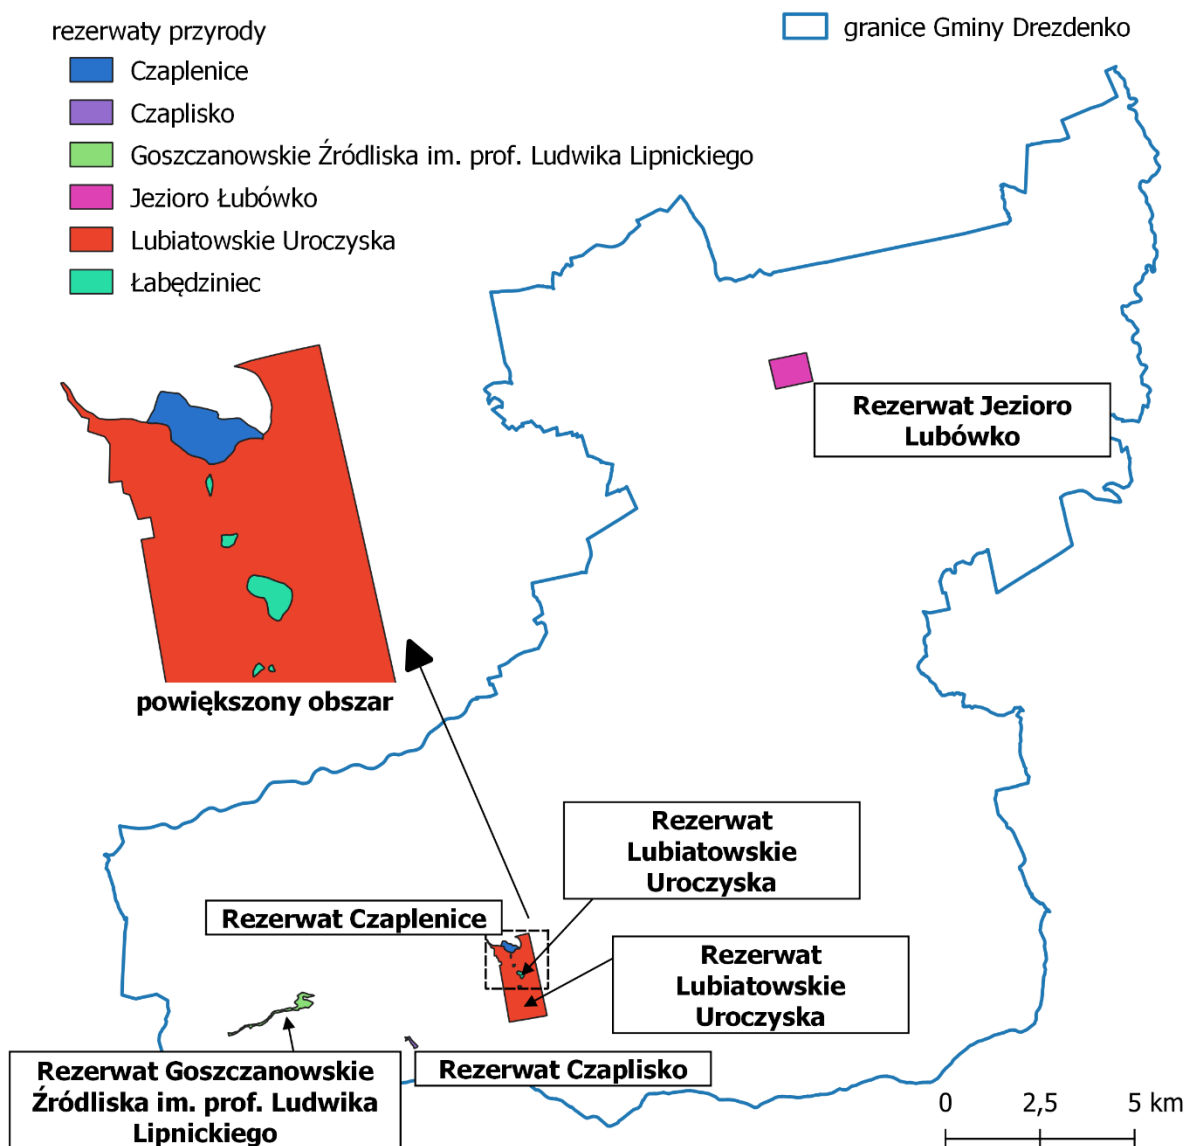 rezerwaty przyrody
Czaplenice
Czaplisko
Goszczanowskie Źródliska im. prof. Ludwika Lipnickiego
Jezioro Łubówko
Lubiatowskie Uroczyska
Łabędziniec
granice Gminy Drezdenko
Rezerwat Jezioro
Lubówko
powiększony obszar
Rezerwat
Lubiatowskie
Uroczyska
Rezerwat Czaplenice
Rezerwat
Lubiatowskie
Uroczyska
Rezerwat Goszczanowskie
Źródliska im. prof. Ludwika
Lipnickiego
Rezerwat Czaplisko
0 2,5 5 km